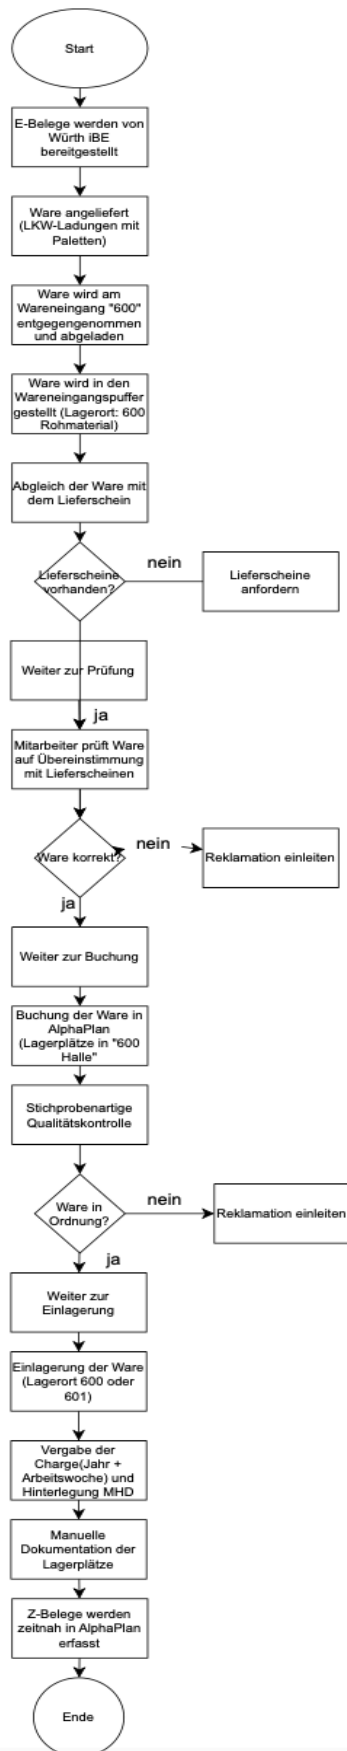 Start
E-Belege werden von
Würth iBE
bereitgestellt
Ware angeliefert
(LKW-Ladungen mit
Paletten)
Ware wird am
Wareneingang "600"
entgegengenommen
und abgeladen
Ware wird in den
Wareneingangspuffer
gestellt (Lagerort: 600
Rohmaterial)
Abgleich der Ware mit
dem Lieferschein
Lieferscheine
vorhanden?
nein
Lieferscheine
anfordern
Weiter zur Prüfung
ja
Mitarbeiter prüft Ware
auf Übereinstimmung
mit Lieferscheinen
Ware korrekt?
nein
Reklamation einleiten
ja
Weiter zur Buchung
Buchung der Ware in
AlphaPlan
(Lagerplätze in "600
Halle"
Stichprobenartige
Qualitätskontrolle
Ware in
Ordnung?
nein
Reklamation einleiten
ja
Weiter zur
Einlagerung
Einlagerung der Ware
(Lagerort 600 oder
601)
Vergabe der
Charge(Jahr +
Arbeitswoche) und
Hinterlegung MHD
Manuelle
Dokumentation der
Lagerplätze
Z-Belege werden
zeitnah in AlphaPlan
erfasst
Ende